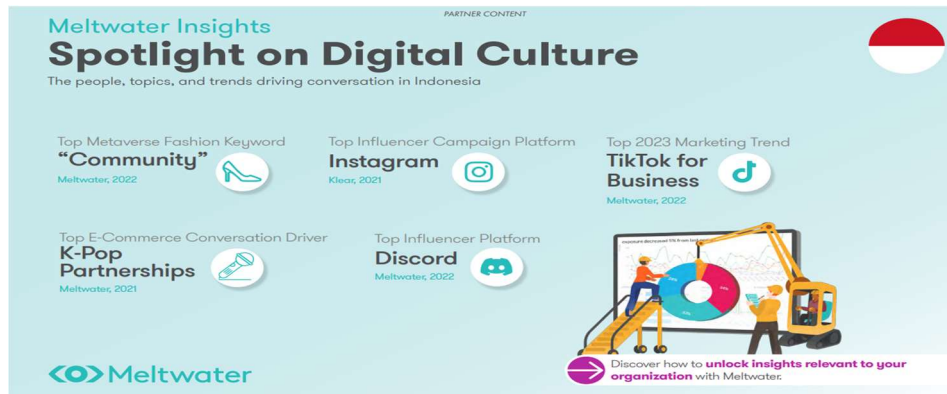 PARTNER CONTENT
Meltwater Insights
Spotlight on Digital Culture
The people, topics, and trends driving conversation in Indonesia
Top Metaverse Fashion Keyword
“Community”
Meltwater, 2022
Top Influencer Campaign Platform
Instagram
Klear, 2021
Top 2023 Marketing Trend
TikTok for
Business
Meltwater, 2022
Top E-Commerce Conversation Driver
K-Pop
Partnerships
Meltwater, 2021
Top Influencer Platform
Discord
Meltwater, 2022
Meltwater
Discover how to unlock insights relevant to your
organization with Meltwater.